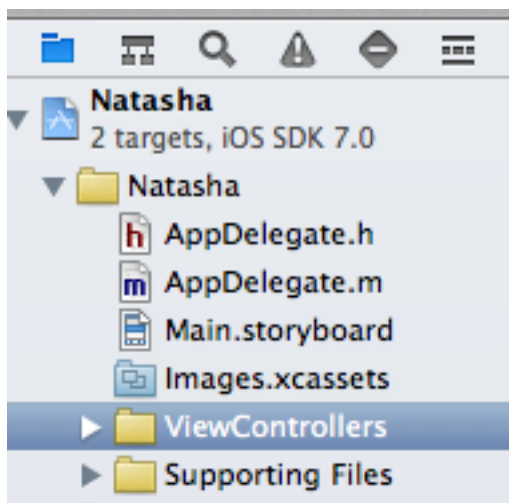 Natasha
2 targets, iOS SDK 7.0
Natasha
h AppDelegate.h
m AppDelegate.m
Main.storyboard
Images.xcassets
ViewControllers
Supporting Files